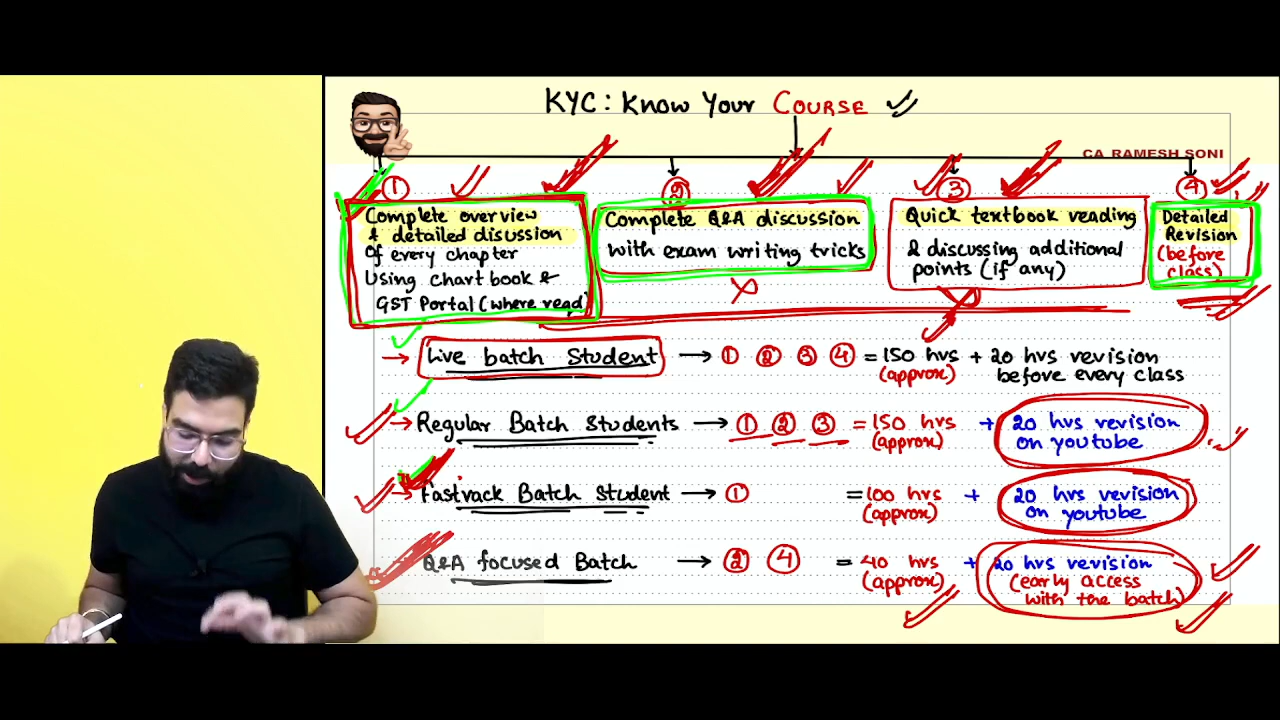 KYC: Know Your COURSE
CA RAMESH SONI
1
Complete overview
& detailed disussion
of every chapter
Using chart book &
GST Portal (where reqd)
2
Complete Q&A discussion
with exam writing tricks
3
Quick textbook reading
& discussing additional
points (if any)
4
Detailed
Revision
(before
class)
→ Live batch Student → 1 2 3 4 = 150 hrs + 20 hrs revision
(approx) before every class
→ Regular Batch Students → 1 2 3 = 150 hrs + 20 hrs revision
(approx) on youtube
→ Fastrack Batch Student → 1 = 100 hrs + 20 hrs revision
(approx) on youtube
Q&A focused Batch → 2 4 = 40 hrs + 20 hrs revision
(approx) (early access
with the batch)